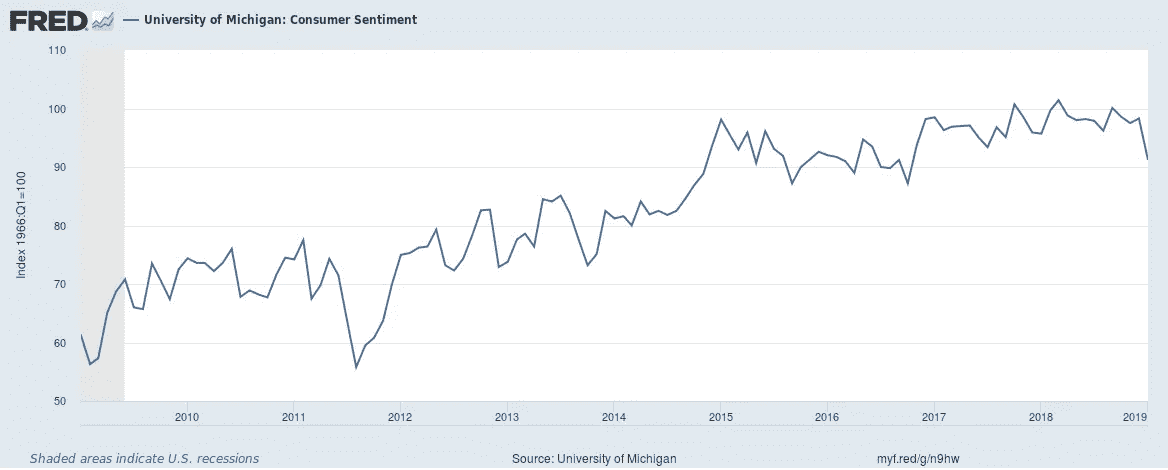 FRED University of Michigan: Consumer Sentiment
110
100
90
80
70
60
50
Index 1966:Q1=100
2010 2011 2012 2013 2014 2015 2016 2017 2018 2019
Shaded areas indicate U.S. recessions Source: University of Michigan myf.red/g/n9hw